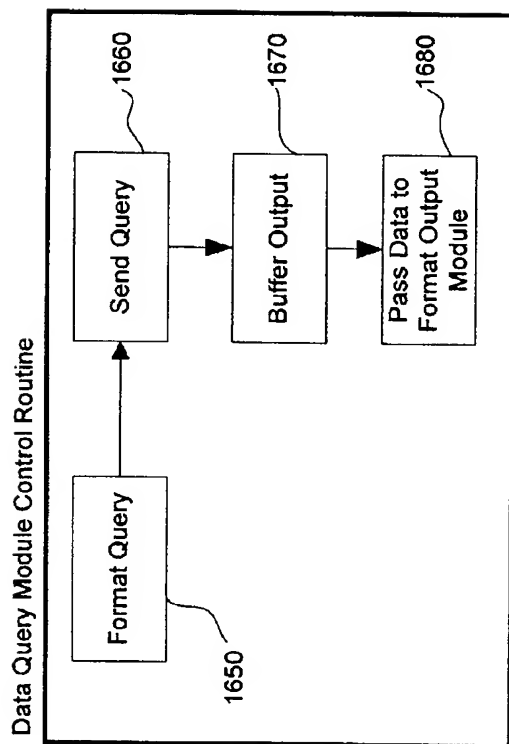 Data Query Module Control Routine
Format Query
1650
Send Query
1660
Buffer Output
1670
Pass Data to
Format Output
Module
1680